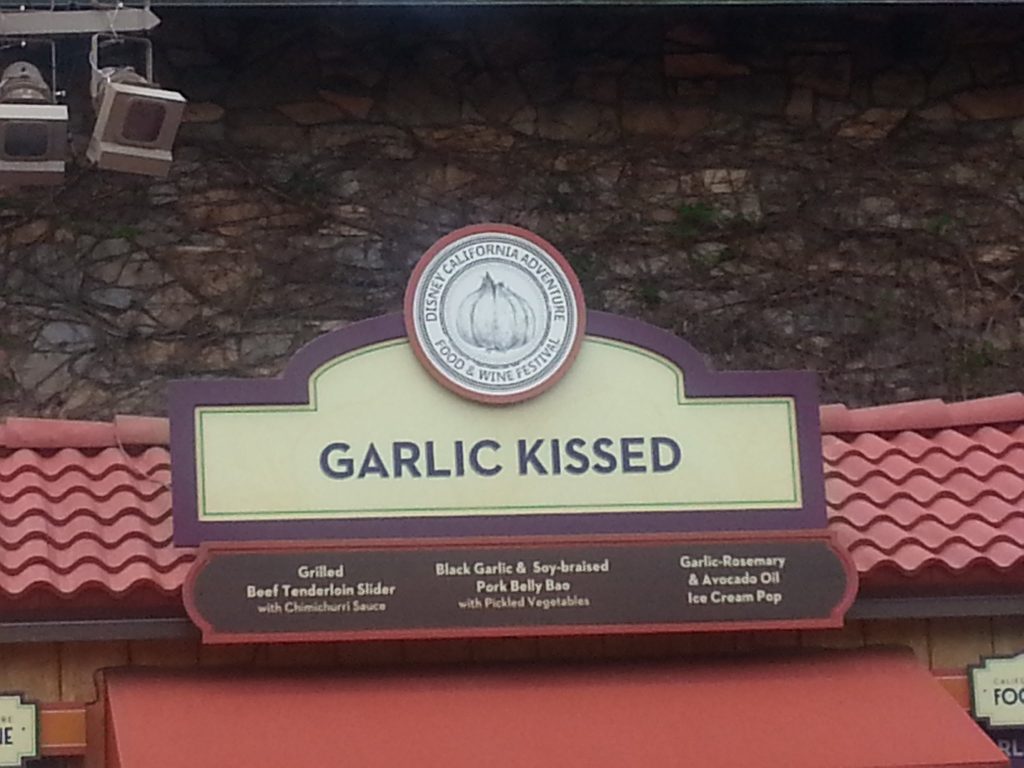 DISNEY CALIFORNIA ADVENTURE
FOOD & WINE FESTIVAL
GARLIC KISSED
Grilled
Beef Tenderloin Slider
with Chimichurri Sauce
Black Garlic & Soy-braised
Pork Belly Bao
with Pickled Vegetables
Garlic-Rosemary
& Avocado Oil
Ice Cream Pop